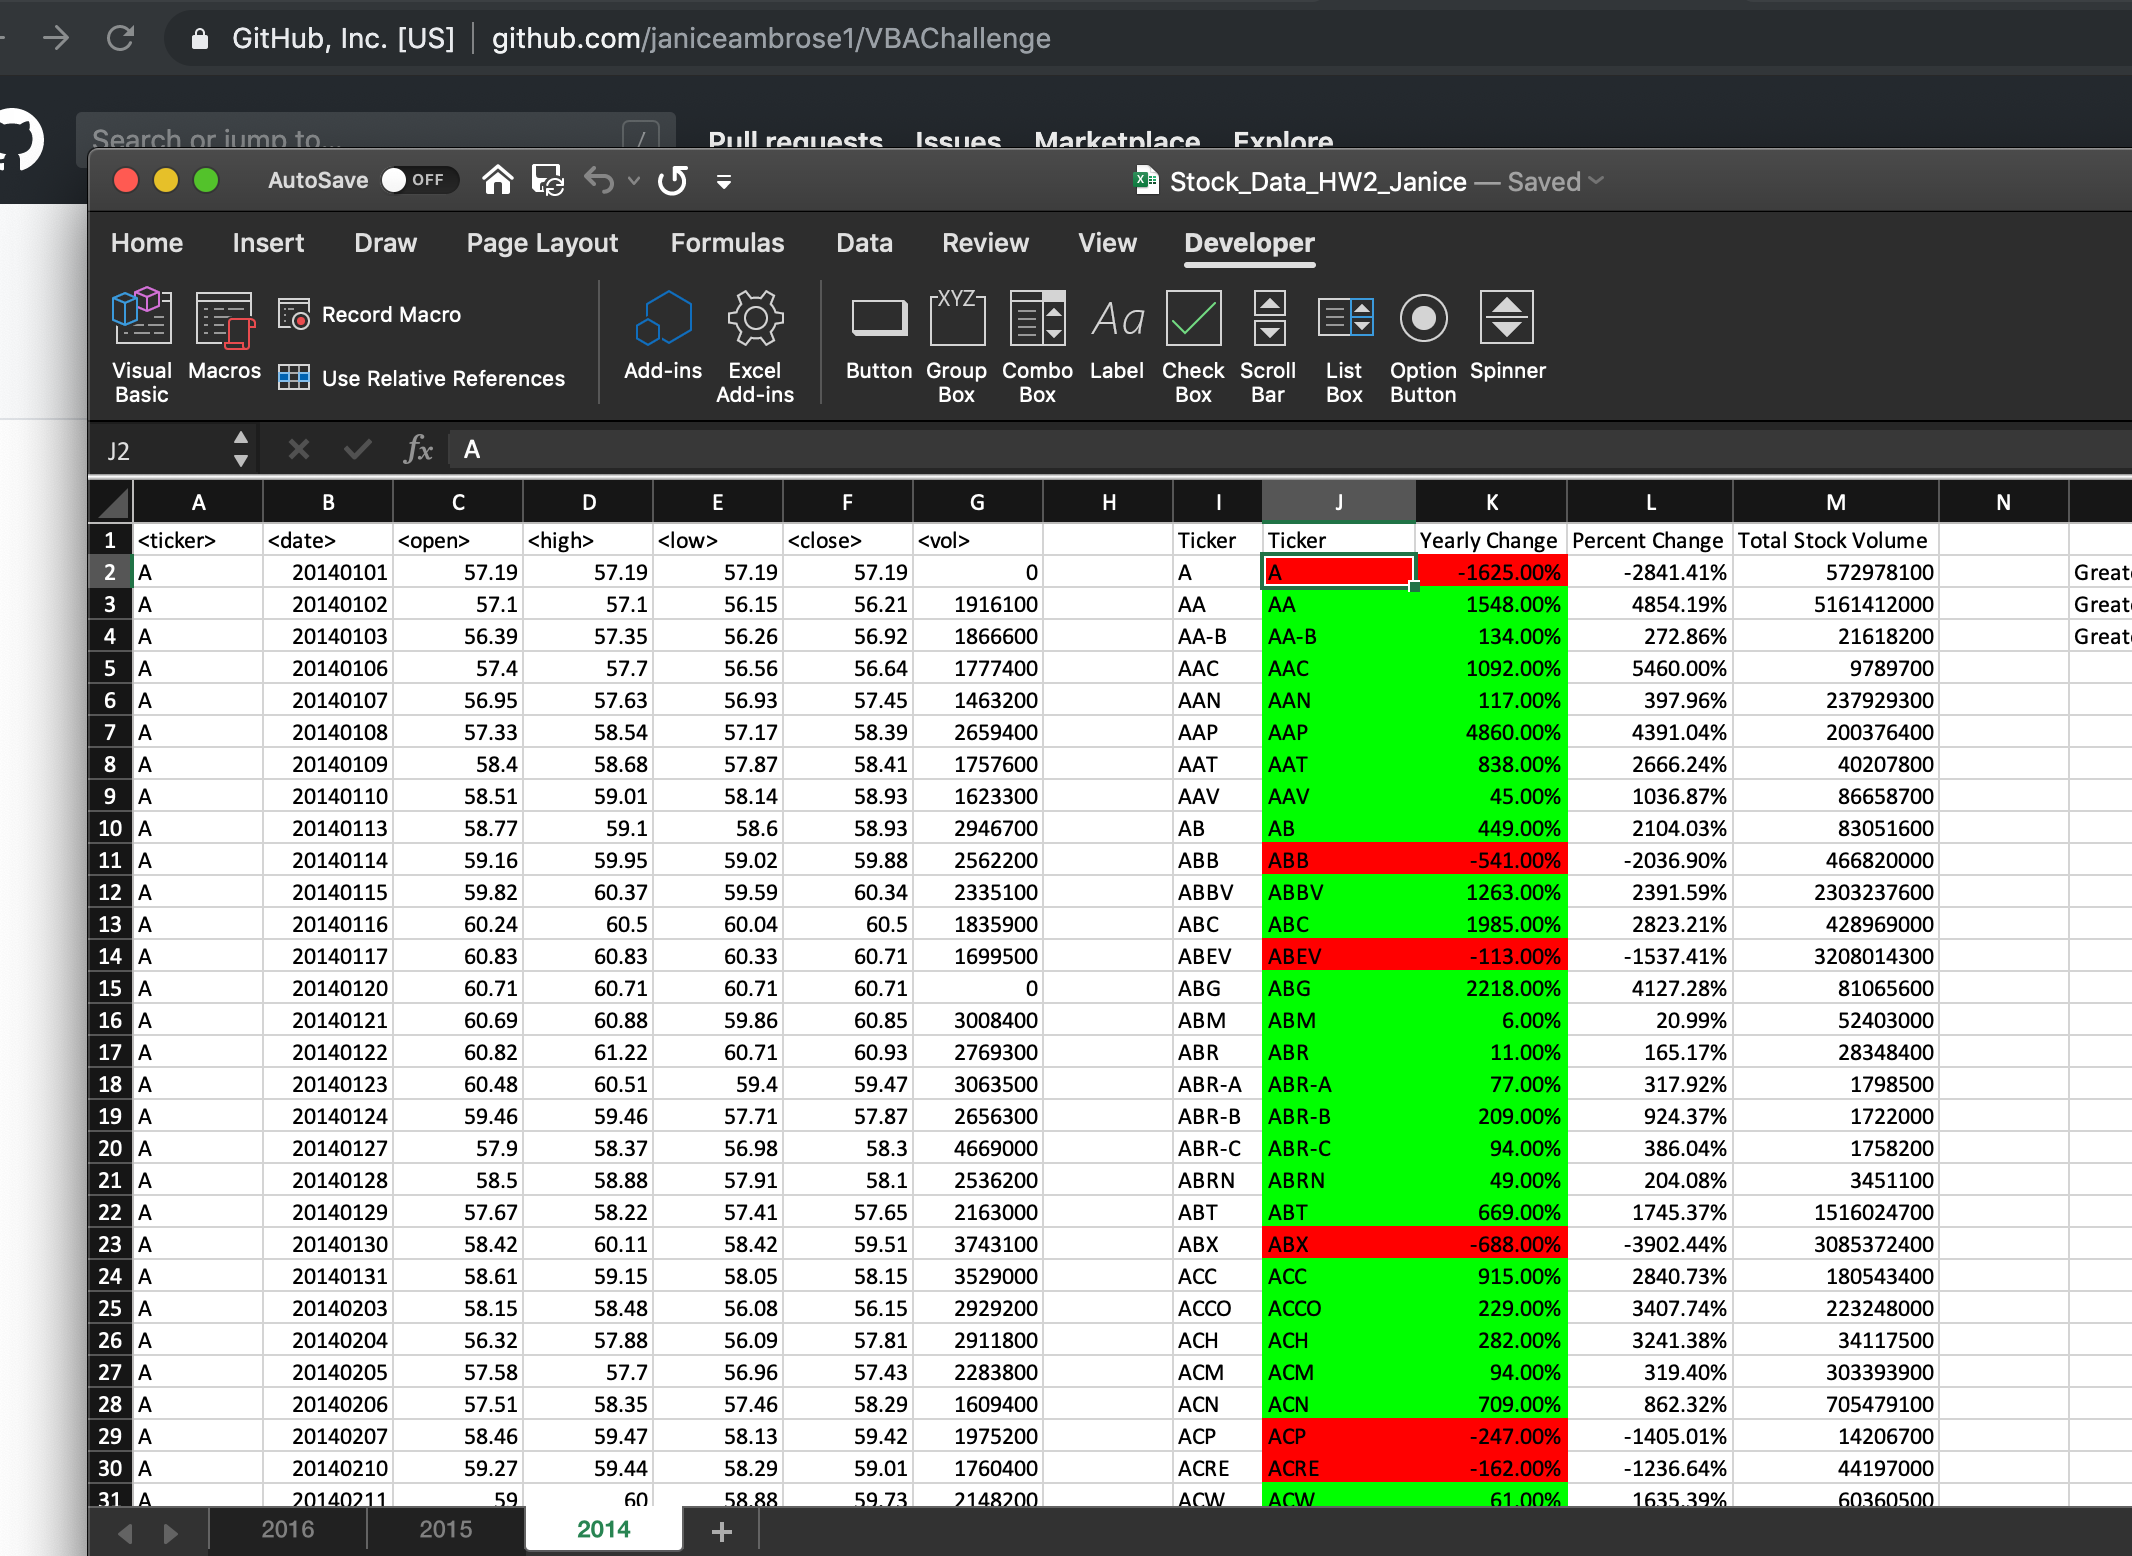 GitHub, Inc. [US] | github.com/janiceambrose1/VBAChallenge
Search or jump to... / Pull requests Issues Marketplace Explore
AutoSave OFF Stock_Data_HW2_Janice — Saved
Home Insert Draw Page Layout Formulas Data Review View Developer
Visual Basic Macros Record Macro Use Relative References Add-ins Excel Add-ins Button XYZ Group Box Combo Box Aa Label Check Box Scroll Bar List Box Option Button Spinner
J2 fx A
A B C D E F G H I J K L M N
1 <ticker> <date> <open> <high> <low> <close> <vol> Ticker Ticker Yearly Change Percent Change Total Stock Volume
2 A 20140101 57.19 57.19 57.19 57.19 0 A A -1625.00% -2841.41% 572978100
3 A 20140102 57.1 57.1 56.15 56.21 1916100 AA AA 1548.00% 4854.19% 5161412000
4 A 20140103 56.39 57.35 56.26 56.92 1866600 AA-B AA-B 134.00% 272.86% 21618200
5 A 20140106 57.4 57.7 56.56 56.64 1777400 AAC AAC 1092.00% 5460.00% 9789700
6 A 20140107 56.95 57.63 56.93 57.45 1463200 AAN AAN 117.00% 397.96% 237929300
7 A 20140108 57.33 58.54 57.17 58.39 2659400 AAP AAP 4860.00% 4391.04% 200376400
8 A 20140109 58.4 58.68 57.87 58.41 1757600 AAT AAT 838.00% 2666.24% 40207800
9 A 20140110 58.51 59.01 58.14 58.93 1623300 AAV AAV 45.00% 1036.87% 86658700
10 A 20140113 58.77 59.1 58.6 58.93 2946700 AB AB 449.00% 2104.03% 83051600
11 A 20140114 59.16 59.95 59.02 59.88 2562200 ABB ABB -541.00% -2036.90% 466820000
12 A 20140115 59.82 60.37 59.59 60.34 2335100 ABBV ABBV 1263.00% 2391.59% 2303237600
13 A 20140116 60.24 60.5 60.04 60.5 1835900 ABC ABC 1985.00% 2823.21% 428969000
14 A 20140117 60.83 60.83 60.33 60.71 1699500 ABEV ABEV -113.00% -1537.41% 3208014300
15 A 20140120 60.71 60.71 60.71 60.71 0 ABG ABG 2218.00% 4127.28% 81065600
16 A 20140121 60.69 60.88 59.86 60.85 3008400 ABM ABM 6.00% 20.99% 52403000
17 A 20140122 60.82 61.22 60.71 60.93 2769300 ABR ABR 11.00% 165.17% 28348400
18 A 20140123 60.48 60.51 59.4 59.47 3063500 ABR-A ABR-A 77.00% 317.92% 1798500
19 A 20140124 59.46 59.46 57.71 57.87 2656300 ABR-B ABR-B 209.00% 924.37% 1722000
20 A 20140127 57.9 58.37 56.98 58.3 4669000 ABR-C ABR-C 94.00% 386.04% 1758200
21 A 20140128 58.5 58.88 57.91 58.1 2536200 ABRN ABRN 49.00% 204.08% 3451100
22 A 20140129 57.67 58.22 57.41 57.65 2163000 ABT ABT 669.00% 1745.37% 1516024700
23 A 20140130 58.42 60.11 58.42 59.51 3743100 ABX ABX -688.00% -3902.44% 3085372400
24 A 20140131 58.61 59.15 58.05 58.15 3529000 ACC ACC 915.00% 2840.73% 180543400
25 A 20140203 58.15 58.48 56.08 56.15 2929200 ACCO ACCO 229.00% 3407.74% 223248000
26 A 20140204 56.32 57.88 56.09 57.81 2911800 ACH ACH 282.00% 3241.38% 34117500
27 A 20140205 57.58 57.7 56.96 57.43 2283800 ACM ACM 94.00% 319.40% 303393900
28 A 20140206 57.51 58.35 57.46 58.29 1609400 ACN ACN 709.00% 862.32% 705479100
29 A 20140207 58.46 59.47 58.13 59.42 1975200 ACP ACP -247.00% -1405.01% 14206700
30 A 20140210 59.27 59.44 58.29 59.01 1760400 ACRE ACRE -162.00% -1236.64% 44197000
31 A 20140211 59 60 58.88 59.73 2148200 ACW ACW 61.00% 1635.39% 60360500
2016 2015 2014 +